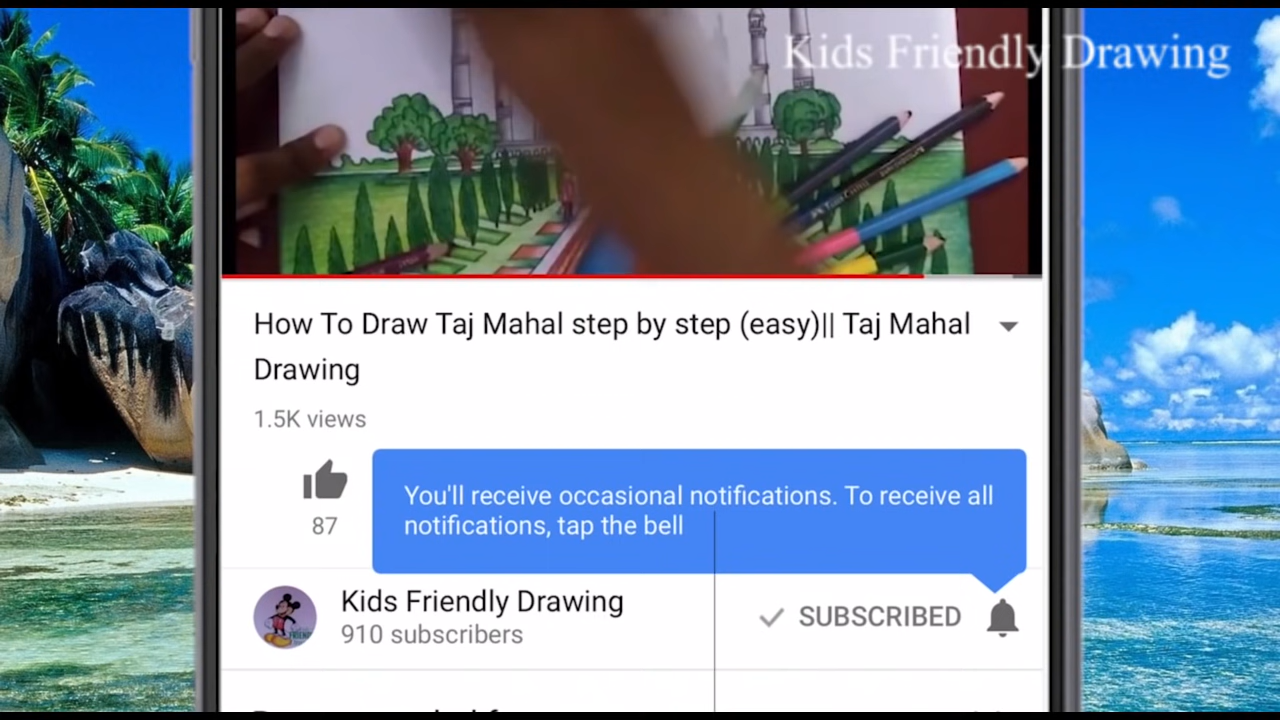 Kids Friendly Drawing
How To Draw Taj Mahal step by step (easy)|| Taj Mahal
Drawing
1.5K views
You'll receive occasional notifications. To receive all
notifications, tap the bell
87
Kids Friendly Drawing
910 subscribers
SUBSCRIBED